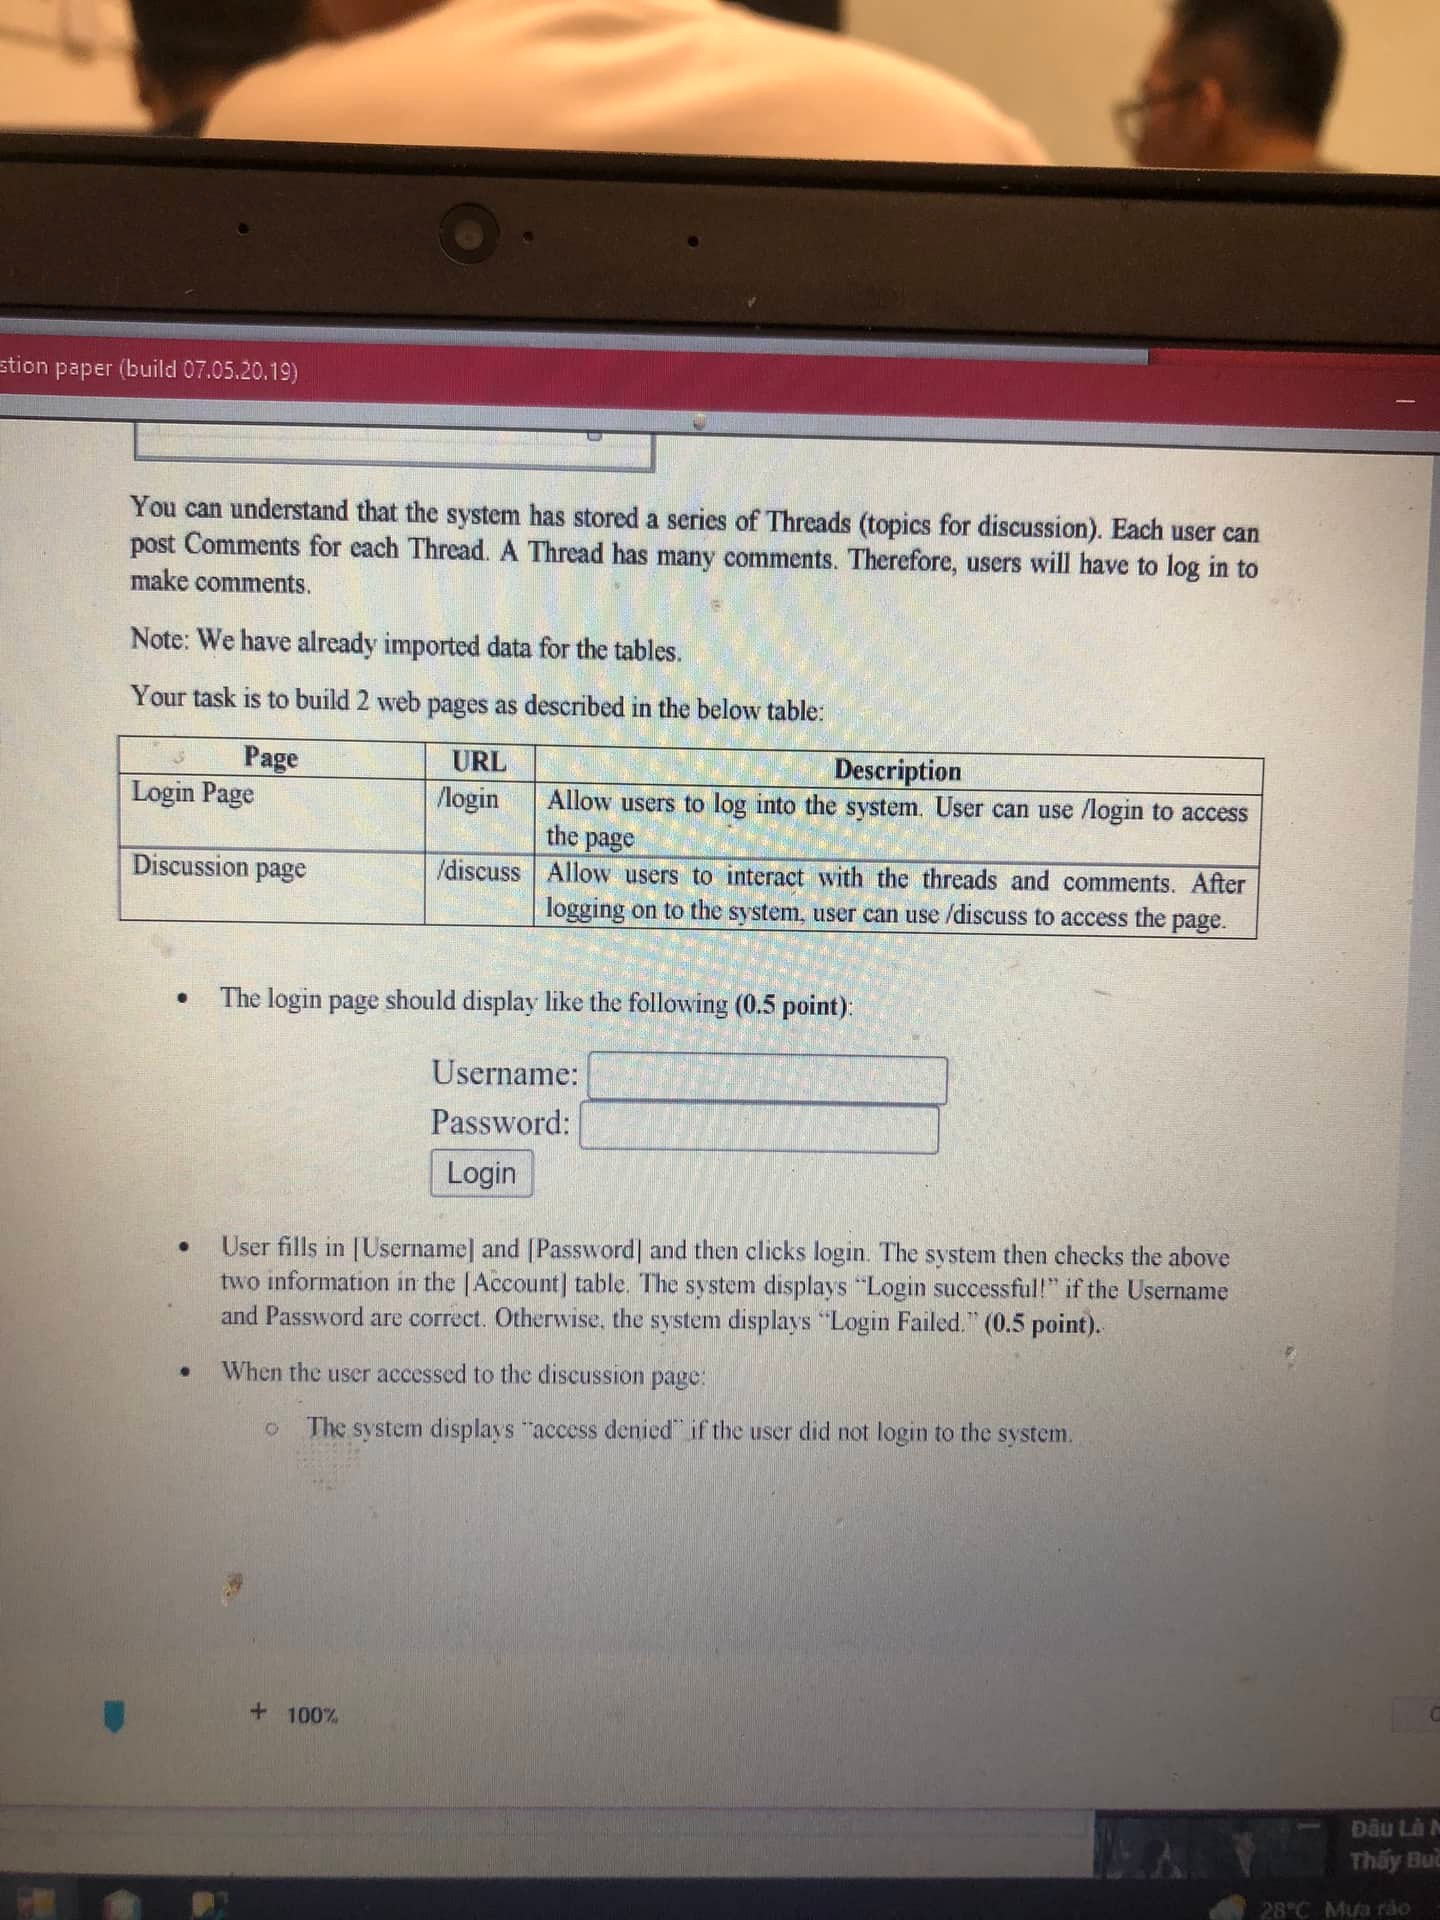 stion paper (build 07.05.20.19)
You can understand that the system has stored a series of Threads (topics for discussion). Each user can
post Comments for each Thread. A Thread has many comments. Therefore, users will have to log in to
make comments.
Note: We have already imported data for the tables.
Your task is to build 2 web pages as described in the below table:
Page URL Description
Login Page /login Allow users to log into the system. User can use /login to access
the page
Discussion page /discuss Allow users to interact with the threads and comments. After
logging on to the system, user can use /discuss to access the page.
• The login page should display like the following (0.5 point):
Username:
Password:
Login
• User fills in [Username] and [Password] and then clicks login. The system then checks the above
two information in the [Account] table. The system displays “Login successful!” if the Username
and Password are correct. Otherwise, the system displays “Login Failed.” (0.5 point).
• When the user accessed to the discussion page:
o The system displays “access denied” if the user did not login to the system.
+ 100%
Đâu Là
Thấy
28°C Mưa rào